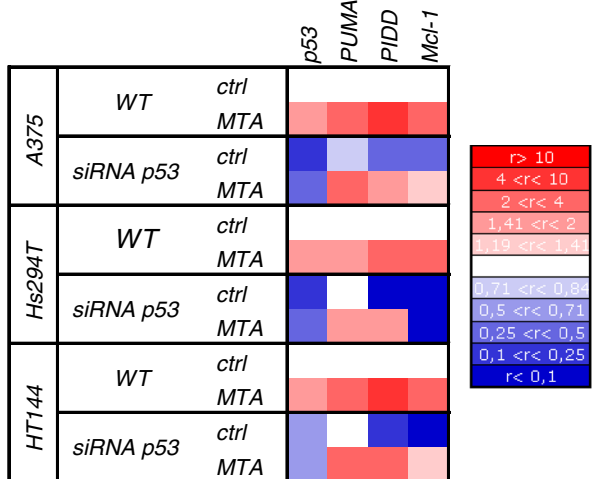 p53 PUMA PIDD Mcl-1
A375
WT
ctrl
MTA
siRNA p53
ctrl
MTA
Hs294T
WT
ctrl
MTA
siRNA p53
ctrl
MTA
HT144
WT
ctrl
MTA
siRNA p53
ctrl
MTA
r> 10
4 <r< 10
2 <r< 4
1,41 <r< 2
1,19 <r< 1,41
0,71 <r< 0,84
0,5 <r< 0,71
0,25 <r< 0,5
0,1 <r< 0,25
r< 0,1